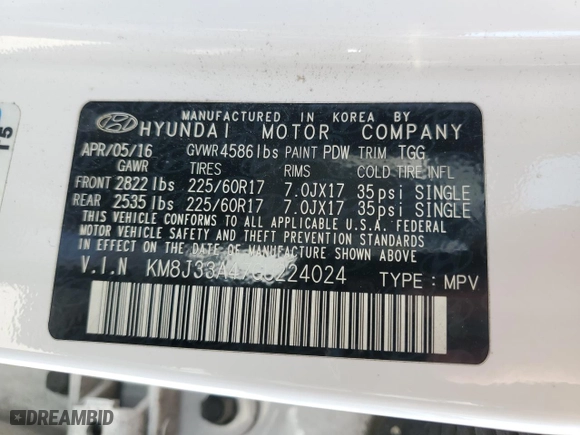 MANUFACTURED IN KOREA BY
HYUNDAI MOTOR COMPANY
APR/05/16 GVWR 4586lbs PAINT PDW TRIM TGG
GAWR TIRES RIMS COLD TIRE INFL
FRONT 2822 lbs 225/60R17 7.0JX17 35psi SINGLE
REAR 2535 lbs 225/60R17 7.0JX17 35psi SINGLE
THIS VEHICLE CONFORMS TO ALL APPLICABLE U.S.A FEDERAL
MOTOR VEHICLE SAFETY AND THEFT PREVENTION STANDARDS
IN EFFECT ON THE DATE OF MANUFACTURE SHOWN ABOVE.
V.I.N TYPE : MPV
DREAMBID